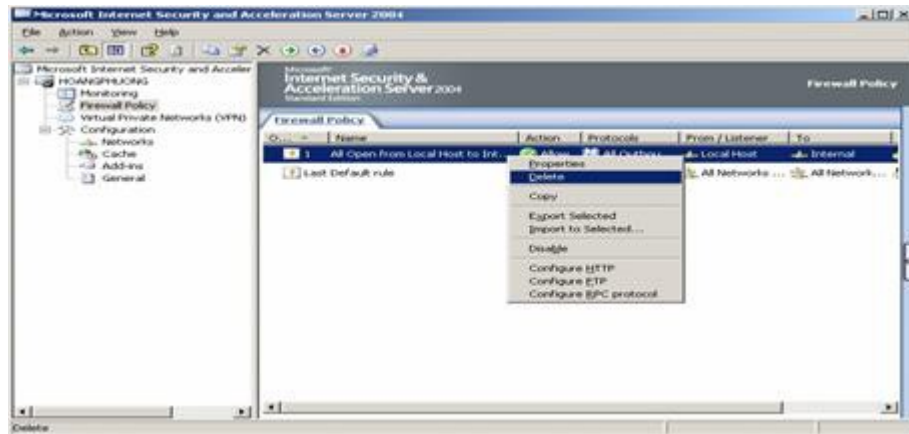 Microsoft Internet Security and Acceleration Server 2004
File Action View Help
Microsoft Internet Security and Acceler
HOANGPHUONG
Monitoring
Firewall Policy
Virtual Private Networks (VPN)
Configuration
Networks
Cache
Add-ins
General
Microsoft
Internet Security &
Acceleration Server 2004
Standard Edition
Firewall Policy
Firewall Policy
O... Name Action Protocols From / Listener To
1 All Open from Local Host to Int... Allow All Outbou... Local Host Internal
Last Default rule All Networks ... All Network...
Properties
Delete
Copy
Export Selected
Import to Selected...
Disable
Configure HTTP
Configure FTP
Configure RPC protocol
Delete